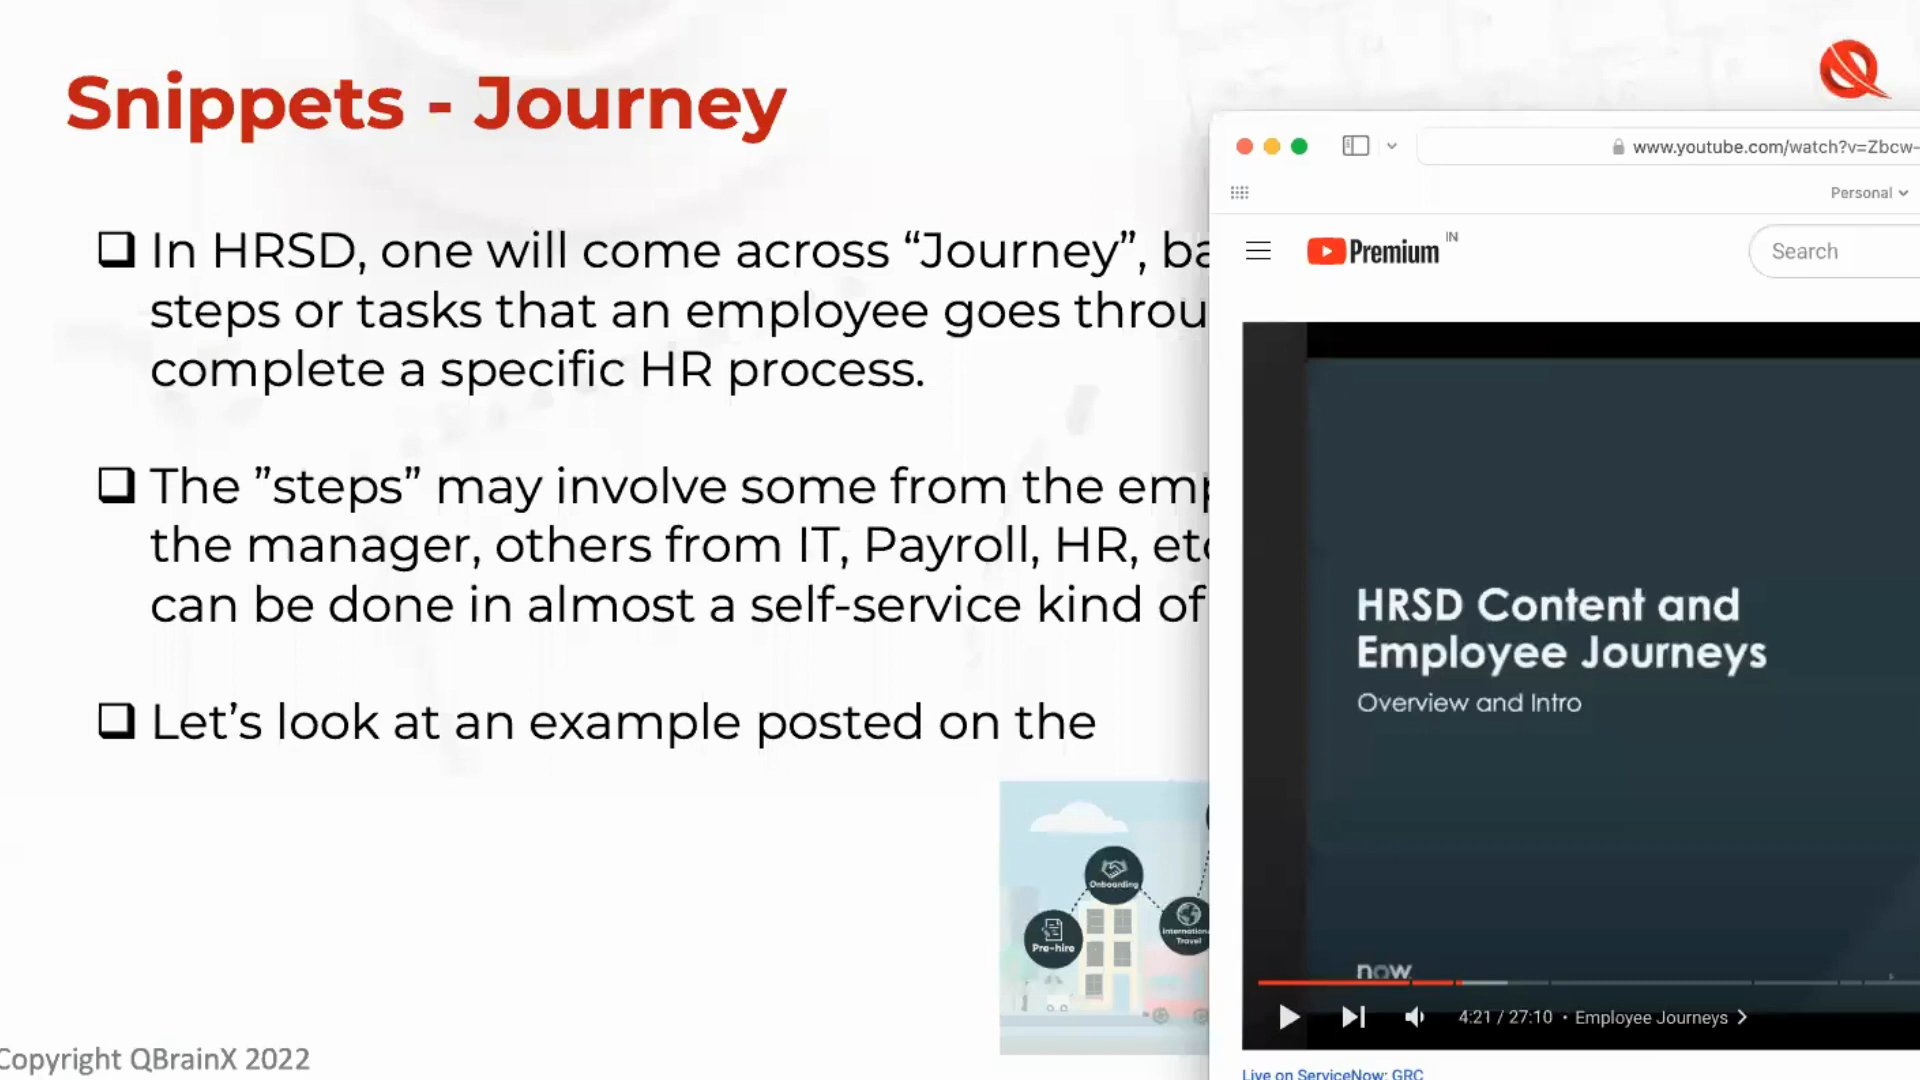 Snippets - Journey
In HRSD, one will come across “Journey”,
steps or tasks that an employee goes
complete a specific HR process.
The ”steps” may involve some from the
the manager, others from IT, Payroll, HR,
can be done in almost a self-service kind of
Let’s look at an example posted on the
Onboarding
Pre-hire
Travel
Copyright QBrainX 2022
www.youtube.com/watch?v=Zbcw-
Personal
Premium IN
Search
HRSD Content and
Employee Journeys
Overview and Intro
now
4:21 / 27:10 • Employee Journeys
Live on ServiceNow: GRC